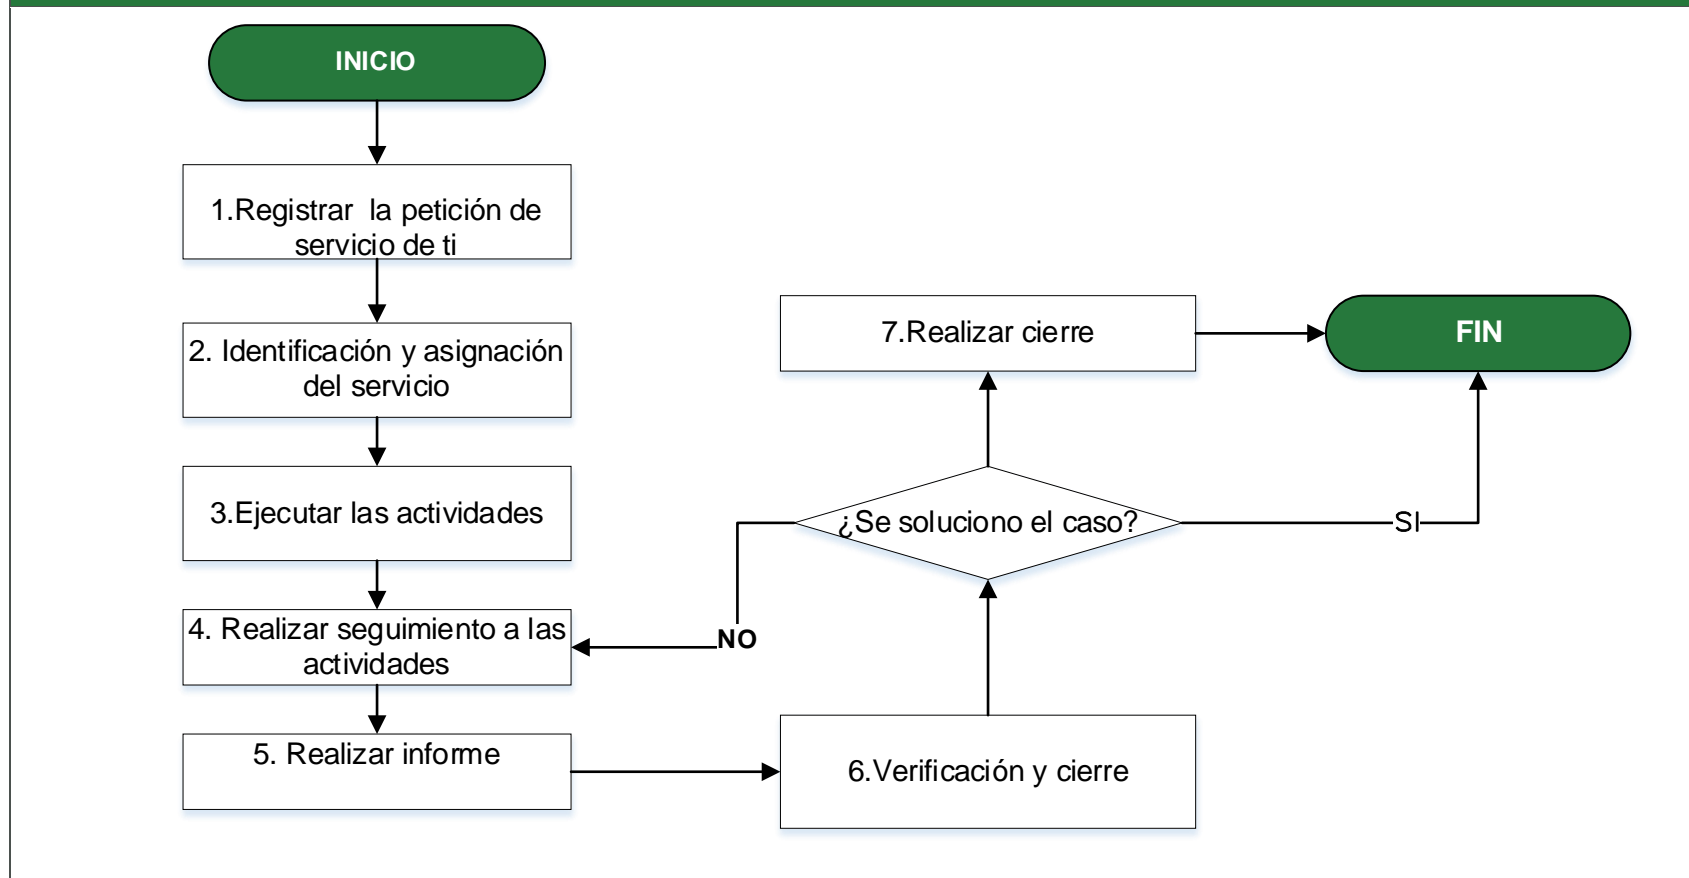 INICIO
1.Registrar  la petición de
servicio de ti
2. Identificación y asignación
del servicio
3.Ejecutar las actividades
4. Realizar seguimiento a las
actividades
5. Realizar informe
6.Verificación y cierre
¿Se soluciono el caso?
NO
SI
7.Realizar cierre
FIN